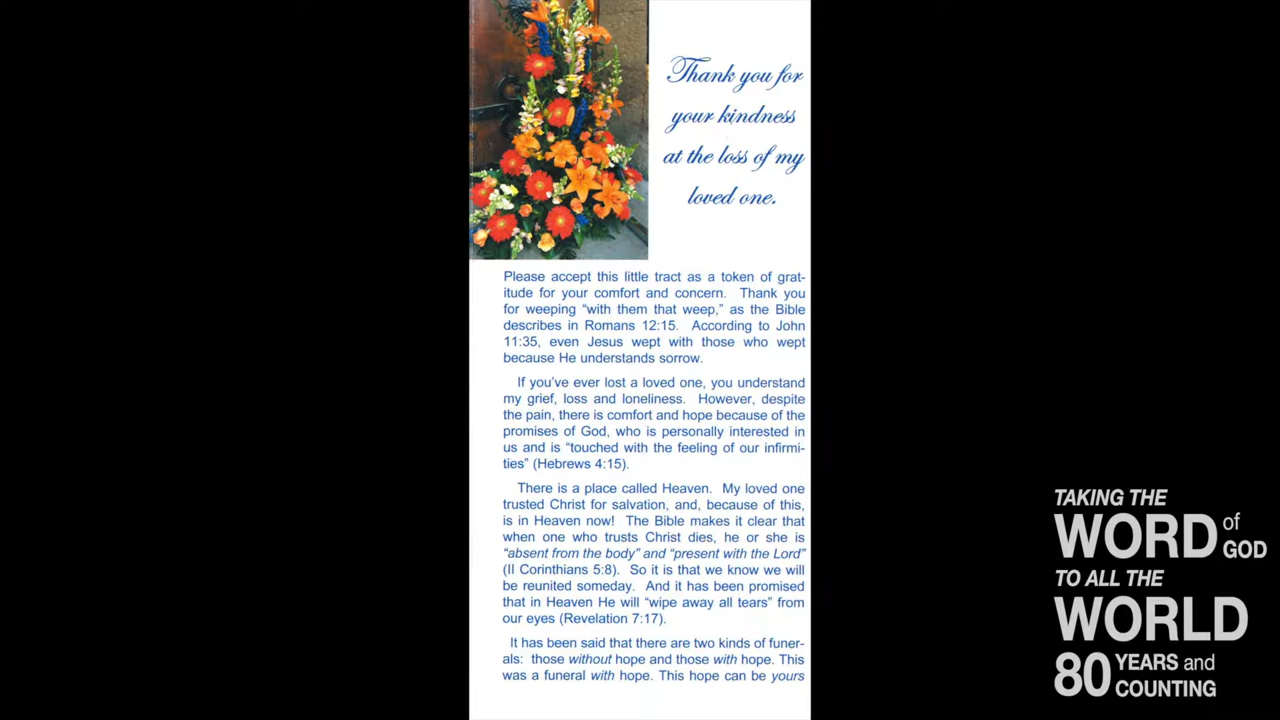 Thank you for
your kindness
at the loss of my
loved one.
Please accept this little tract as a token of grat-
itude for your comfort and concern.  Thank you
for weeping “with them that weep,” as the Bible
describes in Romans 12:15.  According to John
11:35, even Jesus wept with those who wept
because He understands sorrow.
If you’ve ever lost a loved one, you understand
my grief, loss and loneliness.  However, despite
the pain, there is comfort and hope because of the
promises of God, who is personally interested in
us and is “touched with the feeling of our infirmi-
ties” (Hebrews 4:15).
There is a place called Heaven.  My loved one
trusted Christ for salvation, and, because of this,
is in Heaven now!  The Bible makes it clear that
when one who trusts Christ dies, he or she is
“absent from the body” and “present with the Lord”
(II Corinthians 5:8).  So it is that we know we will
be reunited someday.  And it has been promised
that in Heaven He will “wipe away all tears” from
our eyes (Revelation 7:17).
It has been said that there are two kinds of funer-
als:  those without hope and those with hope. This
was a funeral with hope. This hope can be yours
TAKING THE
WORD of GOD
TO ALL THE
WORLD
80 YEARS and
COUNTING